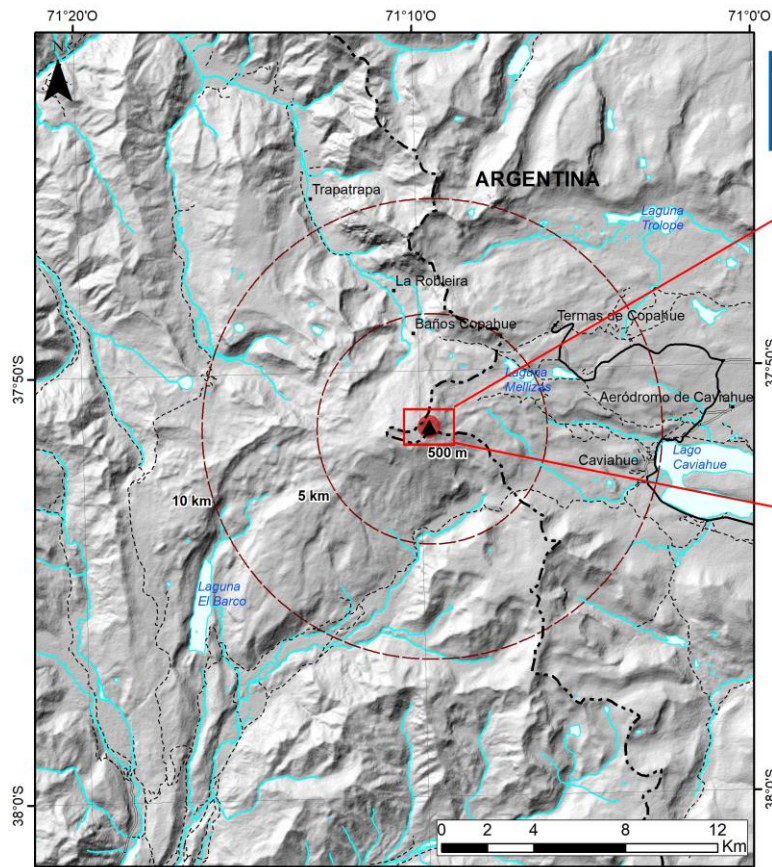 71°20'O
71°10'O
71°0'O
N
Trapatrapa
ARGENTINA
Laguna
Trolope
La Robleira
Baños Copahue
Termas de Copahue
37°50'S
37°50'S
Laguna
Mellizas
Aeródromo de Caviahue
500 m
Caviahue
Lago
Caviahue
10 km
5 km
Laguna
El Barco
38°0'S
38°0'S
0 2 4 8 12
Km